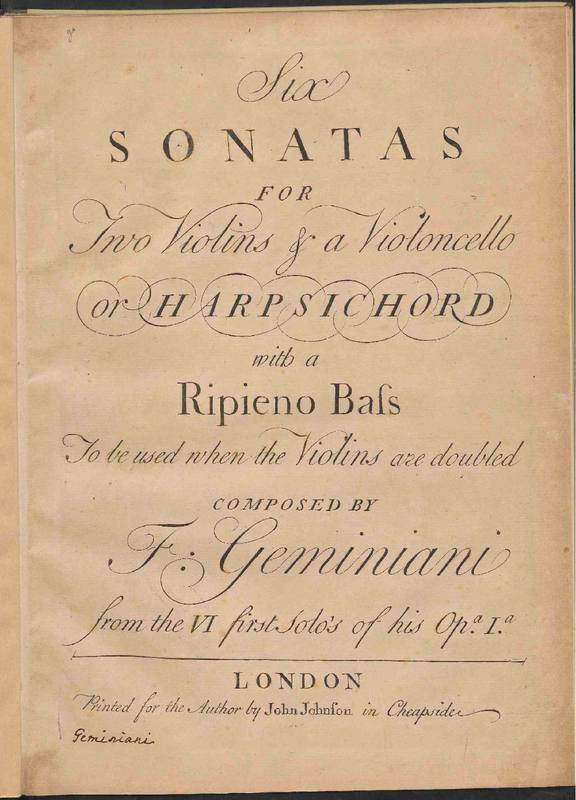 Six
SONATAS
FOR
Two Violins & a Violoncello
or HARPSICHORD
with a
Ripieno Baſs
To be used when the Violins are doubled
COMPOSED BY
F. Geminiani
from the VI first Solo's of his Op.ª I.ª
LONDON
Printed for the Author by John Johnſon in Cheapside
Geminiani